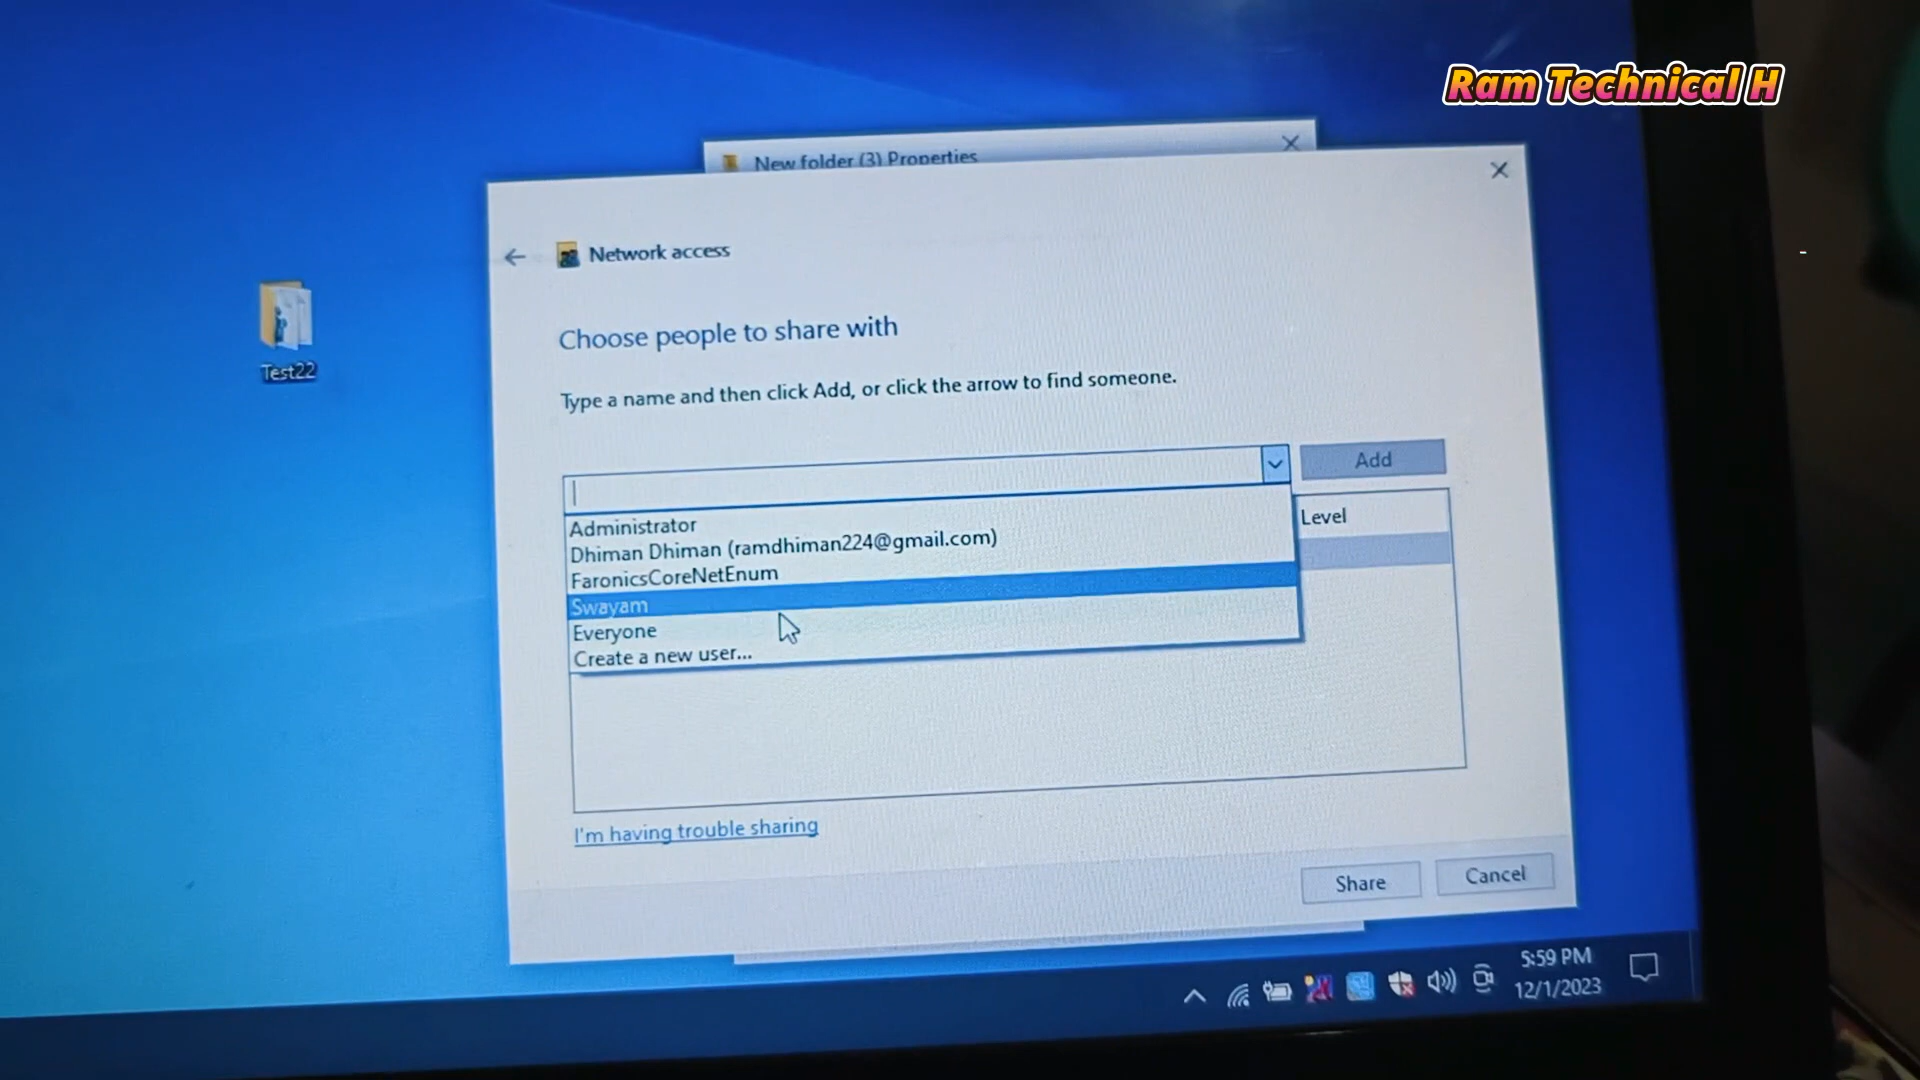 Ram Technical H
New folder (3) Properties
Network access
Choose people to share with
Type a name and then click Add, or click the arrow to find someone.
Add
Administrator
Level
Dhiman Dhiman (ramdhiman224@gmail.com)
FaronicsCoreNetEnum
Swayam
Everyone
Create a new user...
I'm having trouble sharing
Share
Cancel
Test22
5:59 PM
12/1/2023